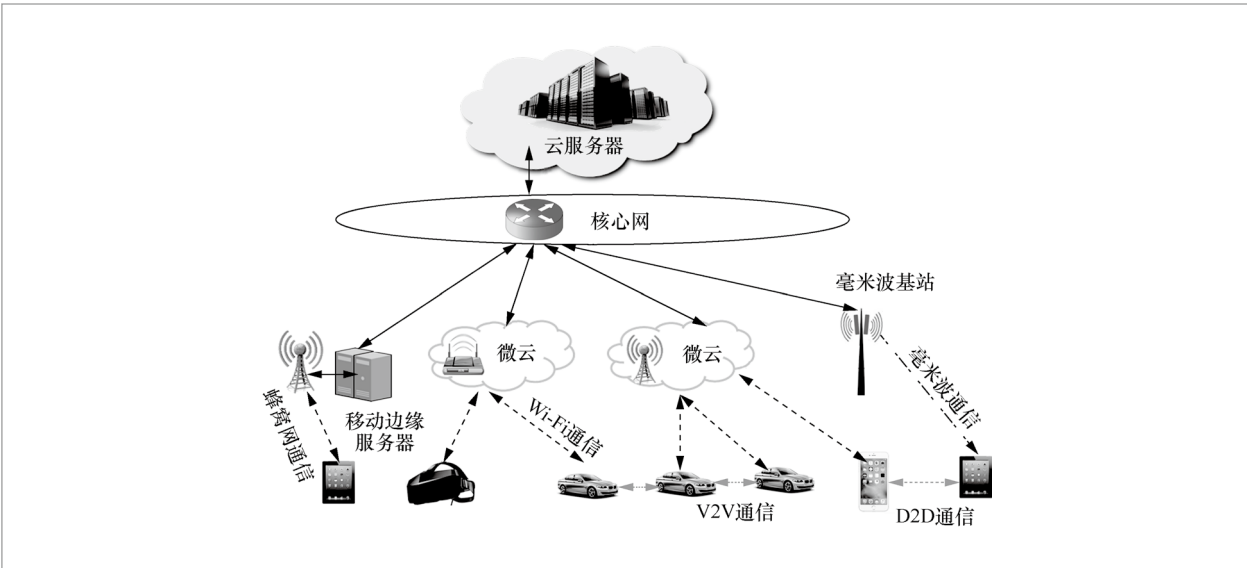 云服务器
核心网
毫米波基站
微云
微云
毫米波通信
蜂窝网通信
移动边缘
服务器
Wi-Fi通信
V2V通信
D2D通信